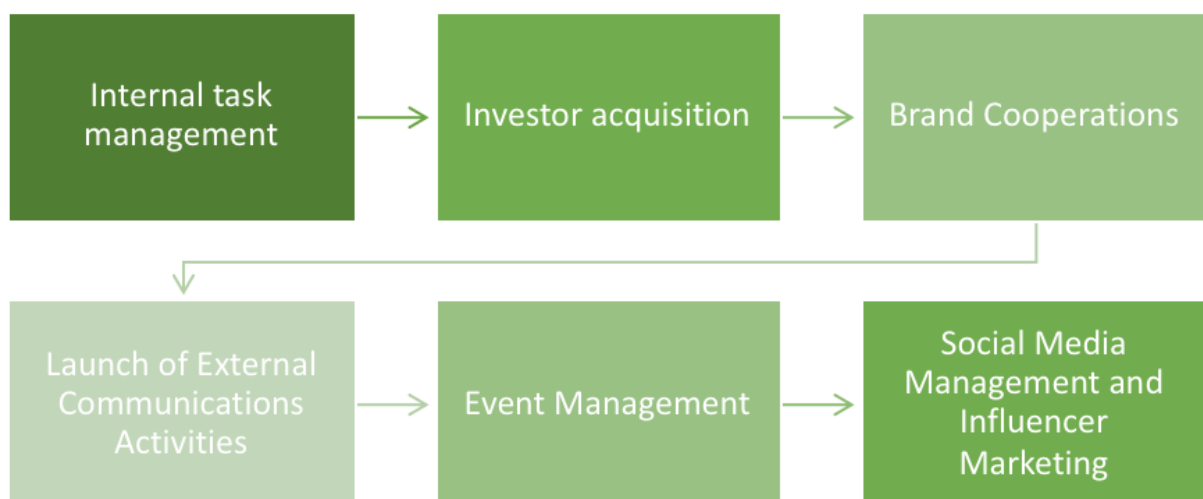 Internal task
management
Investor acquisition
Brand Cooperations
Launch of External
Communications
Activities
Event Management
Social Media
Management and
Influencer
Marketing